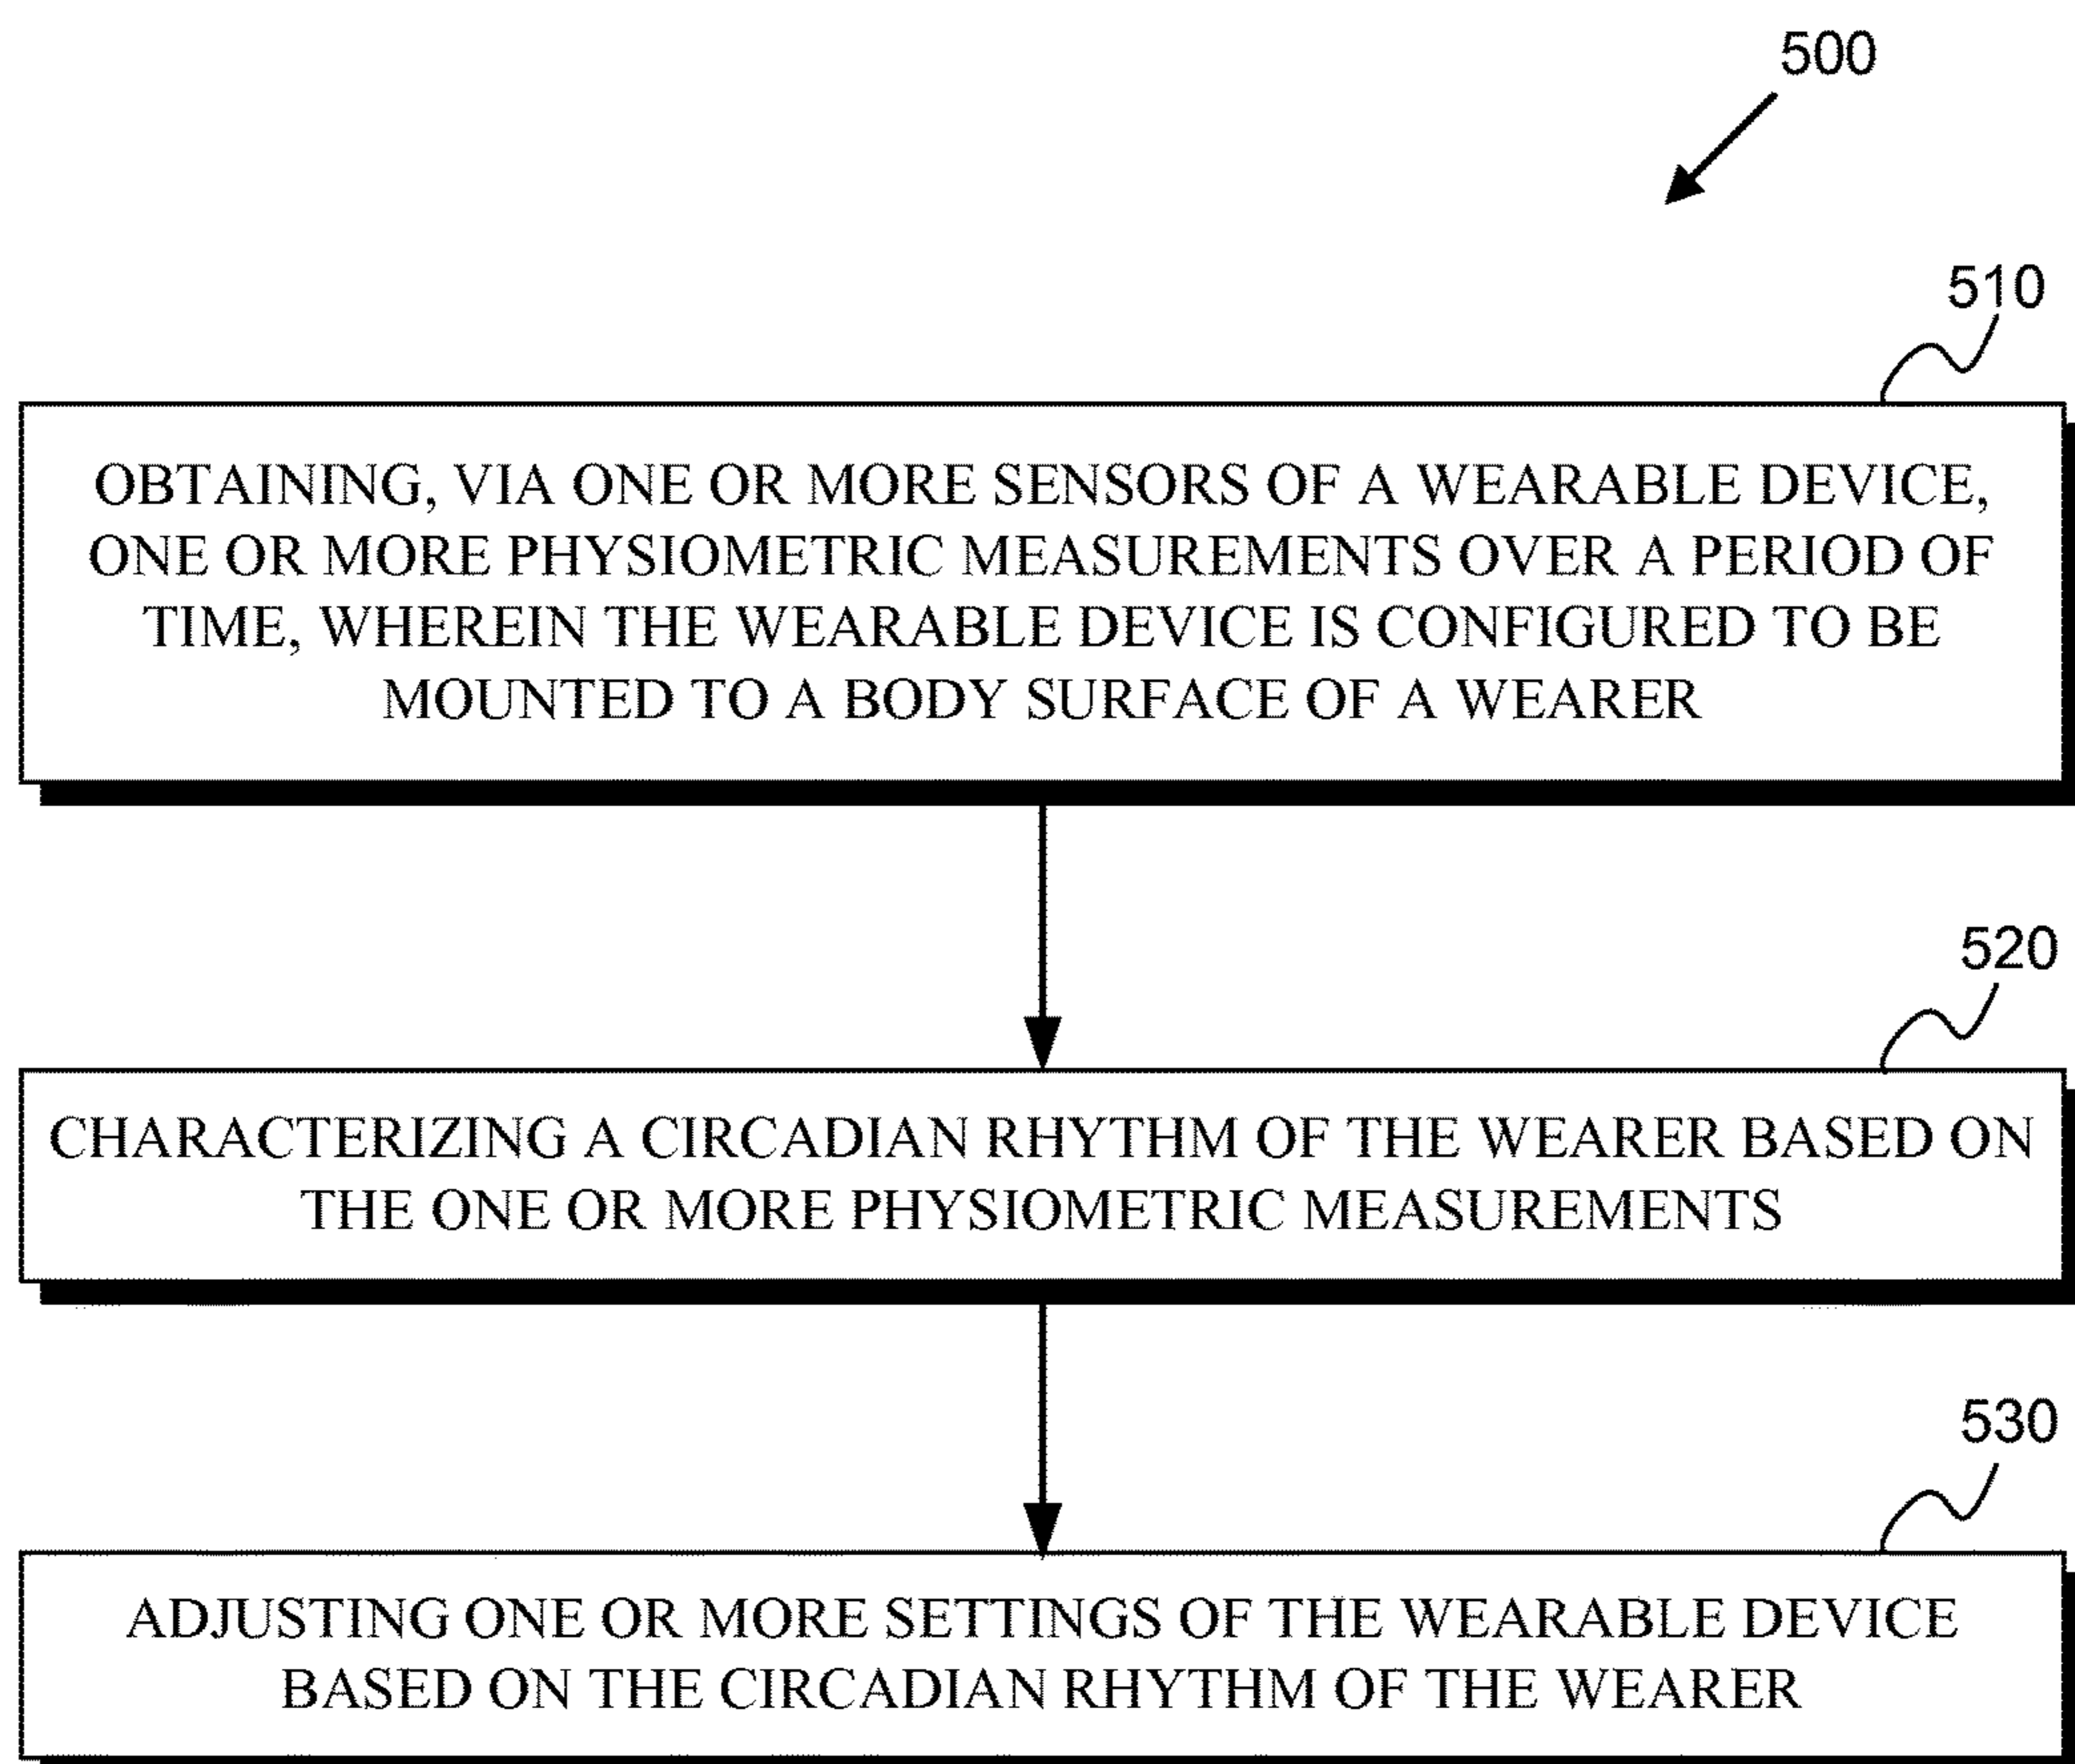 500
510
OBTAINING, VIA ONE OR MORE SENSORS OF A WEARABLE DEVICE,
ONE OR MORE PHYSIOMETRIC MEASUREMENTS OVER A PERIOD OF
TIME, WHEREIN THE WEARABLE DEVICE IS CONFIGURED TO BE
MOUNTED TO A BODY SURFACE OF A WEARER
520
CHARACTERIZING A CIRCADIAN RHYTHM OF THE WEARER BASED ON
THE ONE OR MORE PHYSIOMETRIC MEASUREMENTS
530
ADJUSTING ONE OR MORE SETTINGS OF THE WEARABLE DEVICE
BASED ON THE CIRCADIAN RHYTHM OF THE WEARER